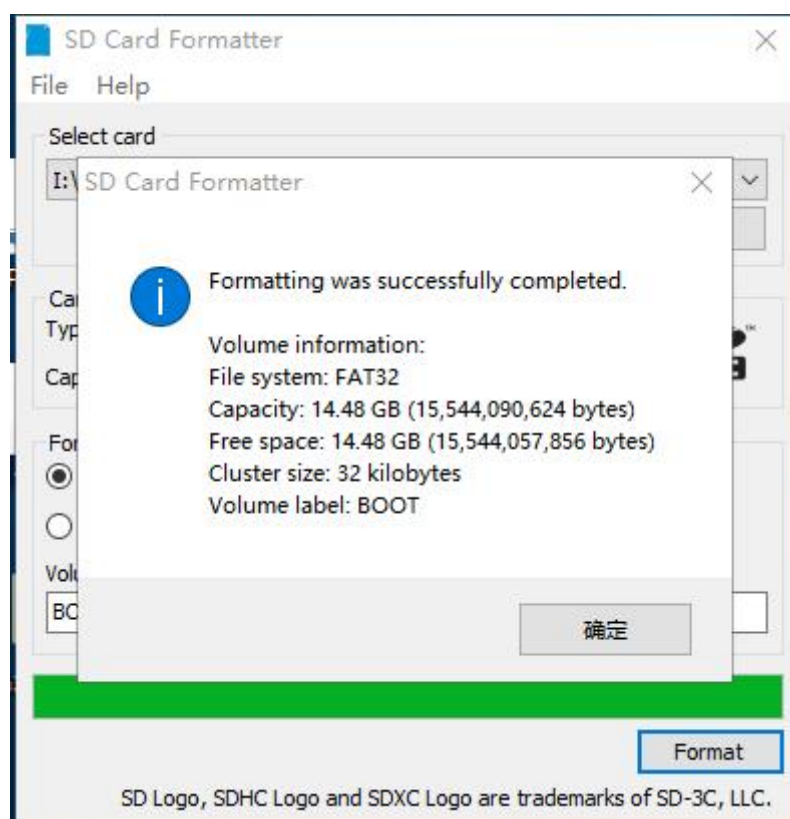 SD Card Formatter
File Help
Select card
I:\
SD Card Formatter
Formatting was successfully completed.
Volume information:
File system: FAT32
Capacity: 14.48 GB (15,544,090,624 bytes)
Free space: 14.48 GB (15,544,057,856 bytes)
Cluster size: 32 kilobytes
Volume label: BOOT
确定
Format
SD Logo, SDHC Logo and SDXC Logo are trademarks of SD-3C, LLC.